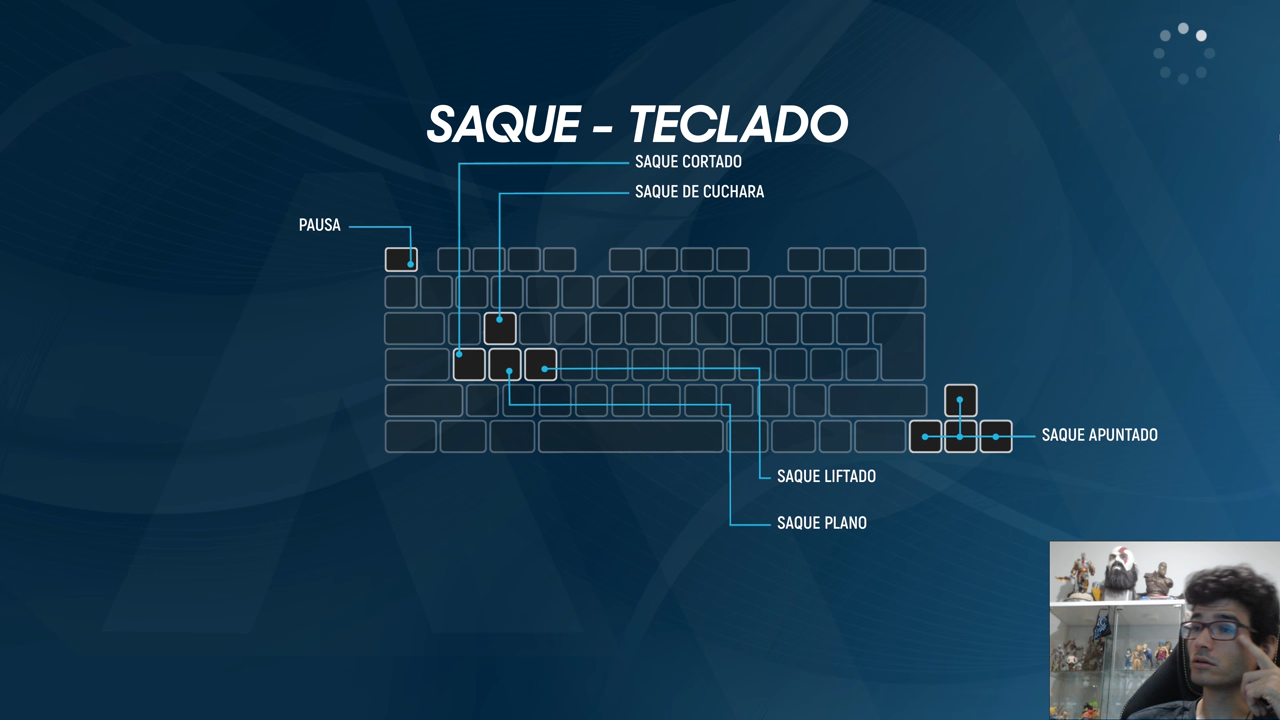 SAQUE – TECLADO
SAQUE CORTADO
SAQUE DE CUCHARA
PAUSA
SAQUE APUNTADO
SAQUE LIFTADO
SAQUE PLANO